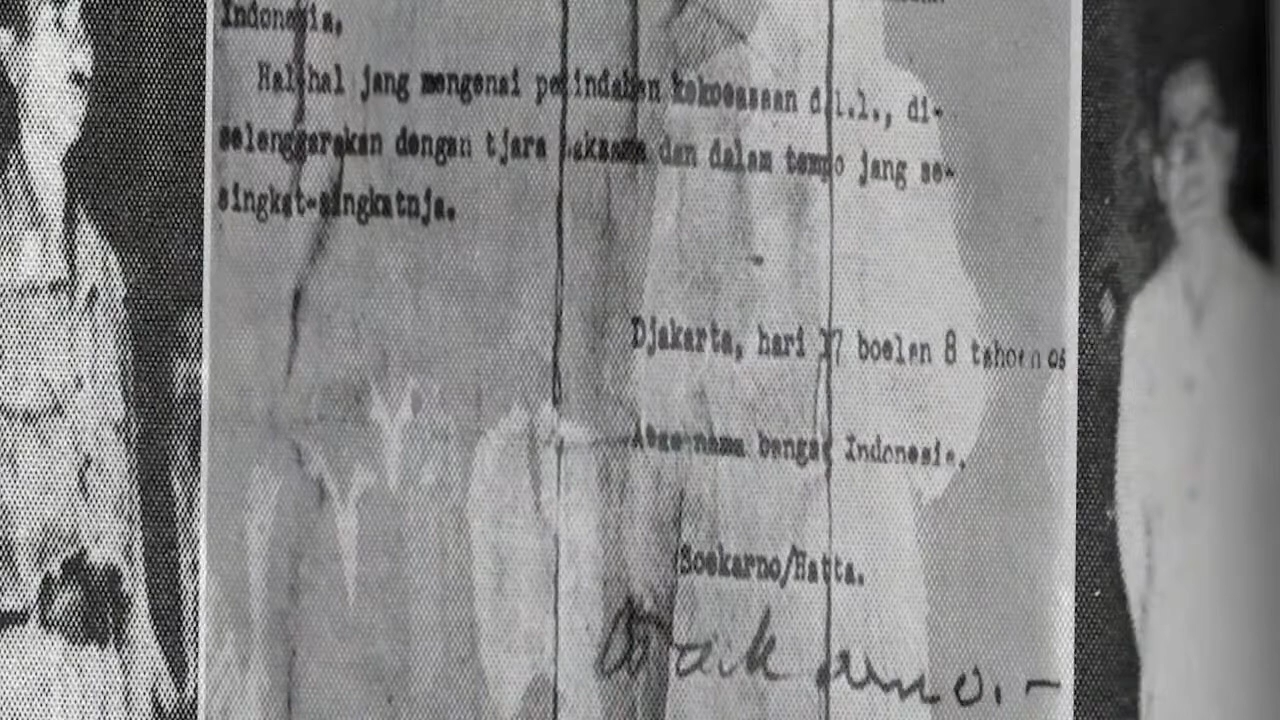 Indonesia.
Hal-hal jang mengenai pemindahan kekoeasaan d.l.l., di-
selenggarakan dengan tjara saksama dan dalam tempo jang se-
singkat-singkatnja.
Djakarta, hari 17 boelan 8 tahoen 05
Atas nama bangsa Indonesia.
Soekarno/Hatta.
Soekarno.-